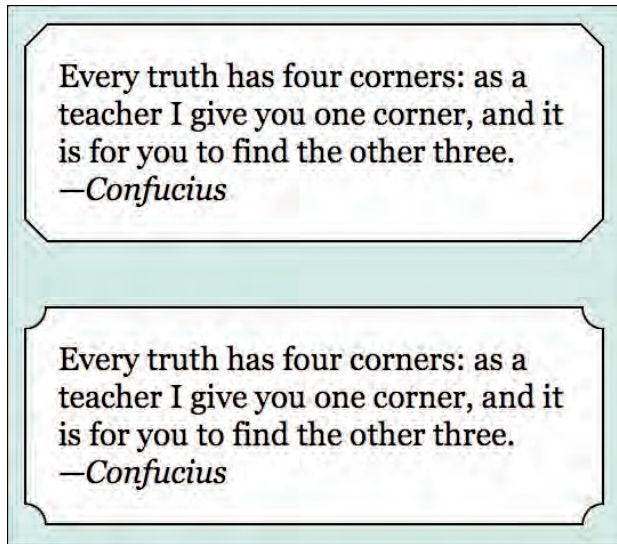 Every truth has four corners: as a
teacher I give you one corner, and it
is for you to find the other three.
—Confucius
Every truth has four corners: as a
teacher I give you one corner, and it
is for you to find the other three.
—Confucius